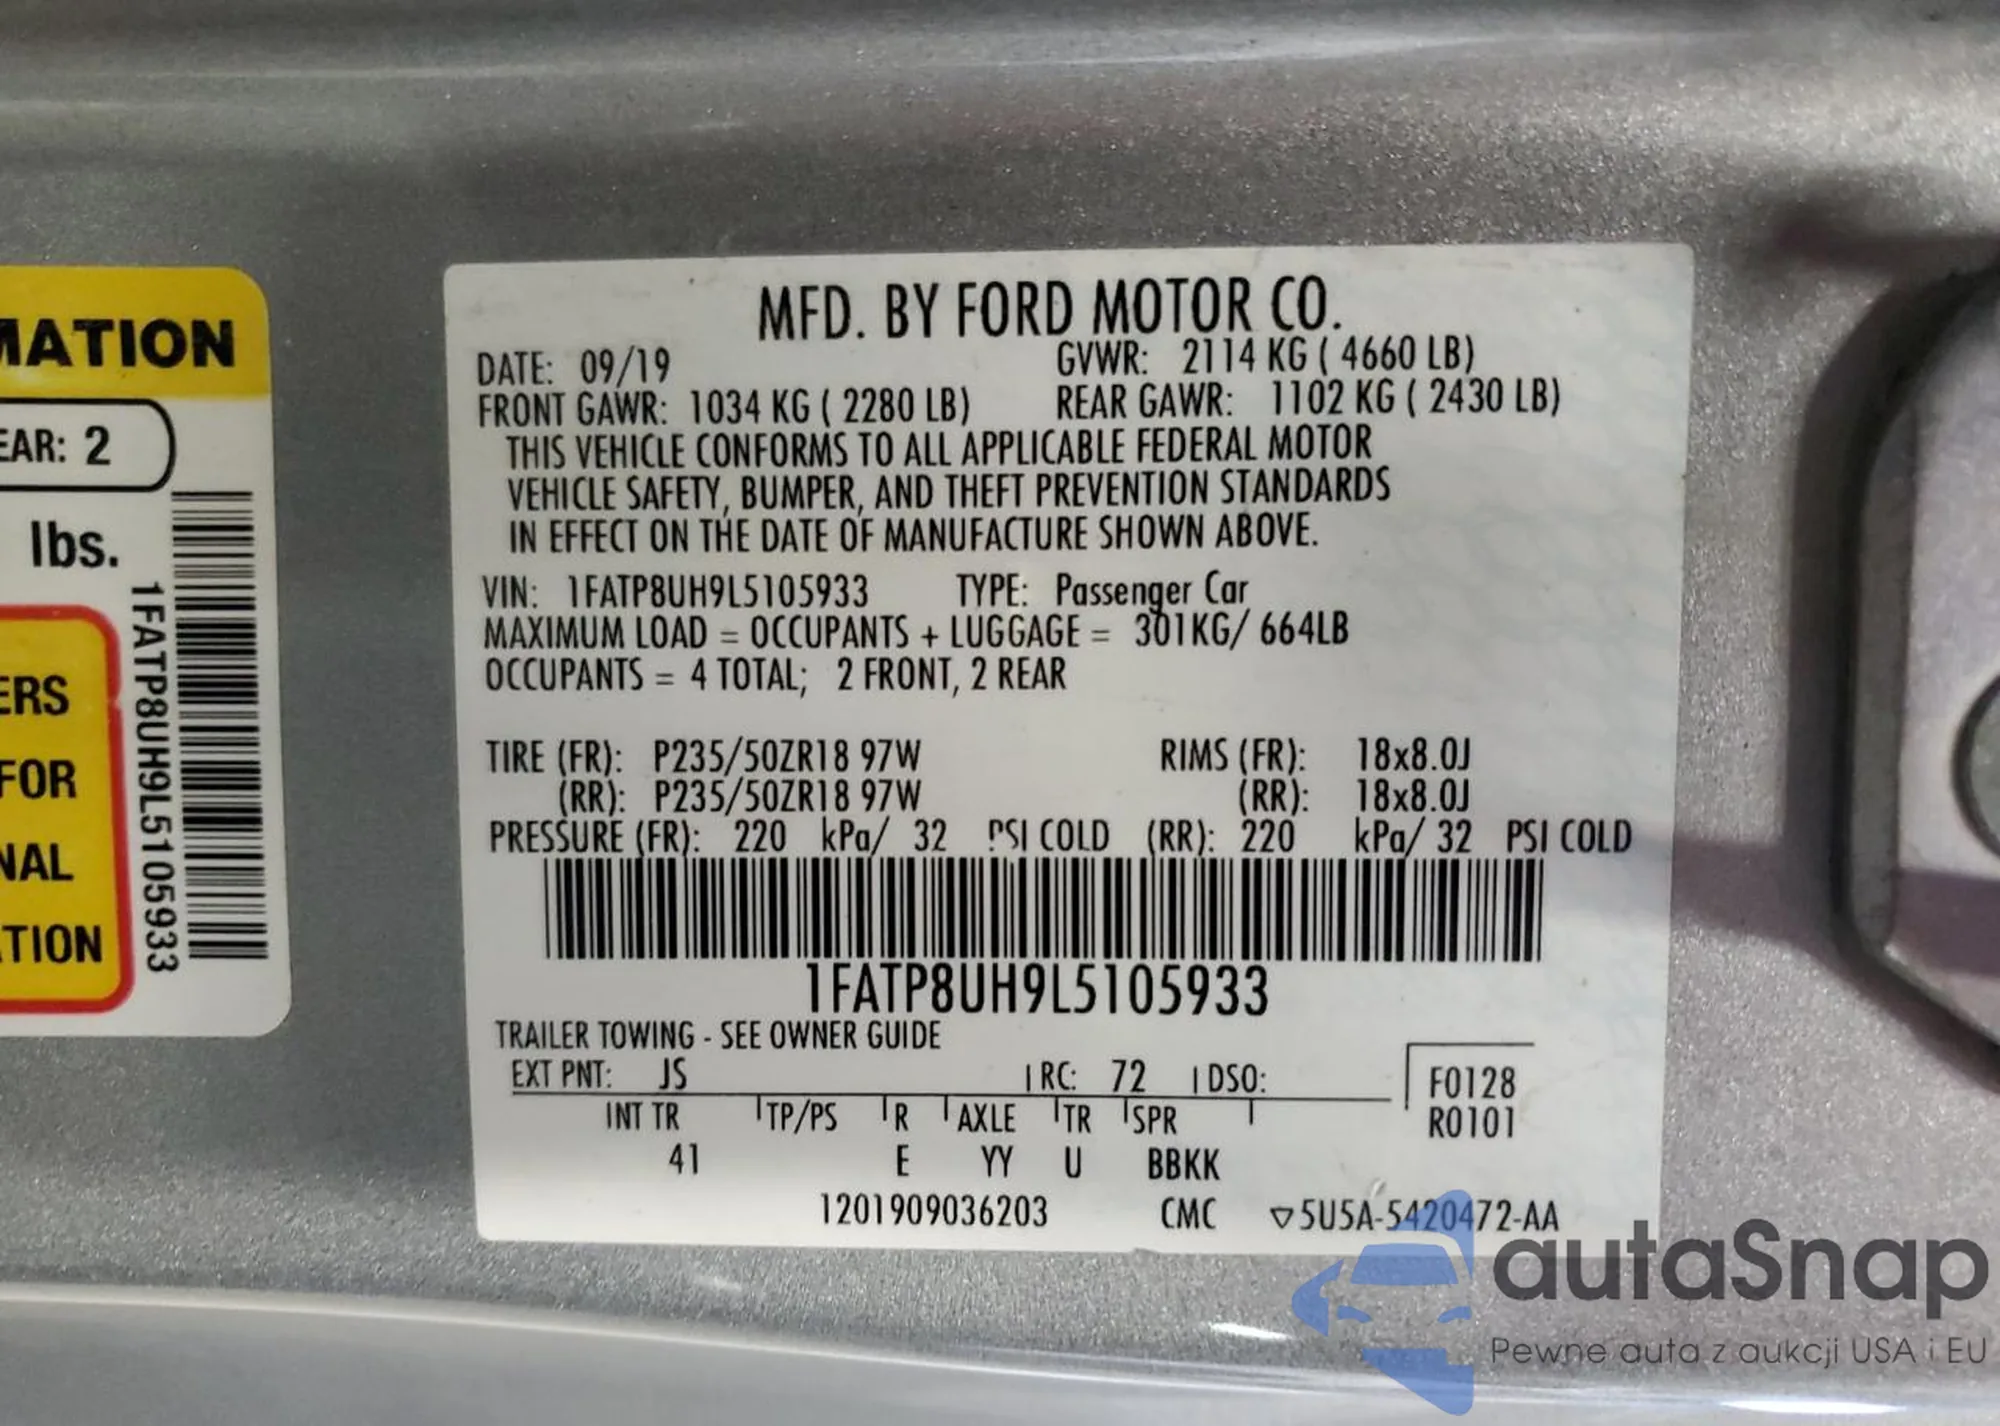 MATION
EAR: 2
lbs.
1FATP8UH9L5105933
ERS
FOR
NAL
TION
MFD. BY FORD MOTOR CO.
DATE: 09/19 GVWR: 2114 KG ( 4660 LB)
FRONT GAWR: 1034 KG ( 2280 LB) REAR GAWR: 1102 KG ( 2430 LB)
THIS VEHICLE CONFORMS TO ALL APPLICABLE FEDERAL MOTOR
VEHICLE SAFETY, BUMPER, AND THEFT PREVENTION STANDARDS
IN EFFECT ON THE DATE OF MANUFACTURE SHOWN ABOVE.
VIN: 1FATP8UH9L5105933 TYPE: Passenger Car
MAXIMUM LOAD = OCCUPANTS + LUGGAGE = 301KG/ 664LB
OCCUPANTS = 4 TOTAL; 2 FRONT, 2 REAR
TIRE (FR): P235/50ZR18 97W RIMS (FR): 18x8.0J
(RR): P235/50ZR18 97W (RR): 18x8.0J
PRESSURE (FR): 220 kPa/ 32 PSI COLD (RR): 220 kPa/ 32 PSI COLD
1FATP8UH9L5105933
TRAILER TOWING - SEE OWNER GUIDE
EXT PNT: JS RC: 72 DSO:
F0128
INT TR TP/PS R AXLE TR SPR
R0101
41 E YY U BBKK
1201909036203 CMC ▽5U5A-5420472-AA
autaSnap
Pewne auta z aukcji USA i EU